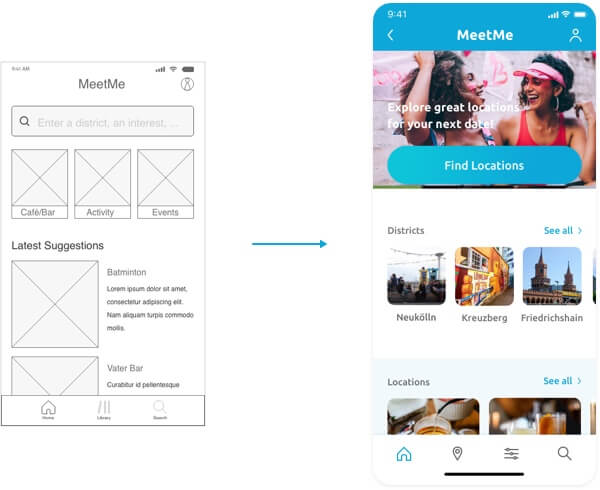 9:41 AM
MeetMe
Enter a district, an interest, ...
Café/Bar
Activity
Events
Latest Suggestions
Batminton
Lorem ipsum dolor sit amet,
consectetur adipiscing elit.
Nam aliquam turpis commodo
mollis.
Vater Bar
Curabitur id pellentesque
Home
Library
Search
9:41
MeetMe
Explore great locations
for your next date!
Find Locations
Districts
See all
Neukölln
Kreuzberg
Friedrichshain
Locations
See all